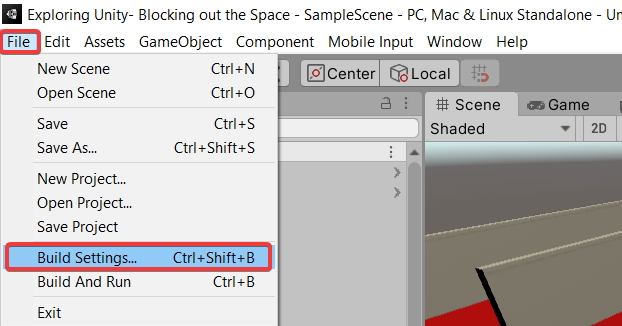 Exploring Unity- Blocking out the Space - SampleScene - PC, Mac & Linux Standalone - Un
File Edit Assets GameObject Component Mobile Input Window Help
New Scene Ctrl+N
Open Scene Ctrl+O
Save Ctrl+S
Save As... Ctrl+Shift+S
New Project...
Open Project...
Save Project
Build Settings... Ctrl+Shift+B
Build And Run Ctrl+B
Exit
Center Local
Scene Game
Shaded 2D